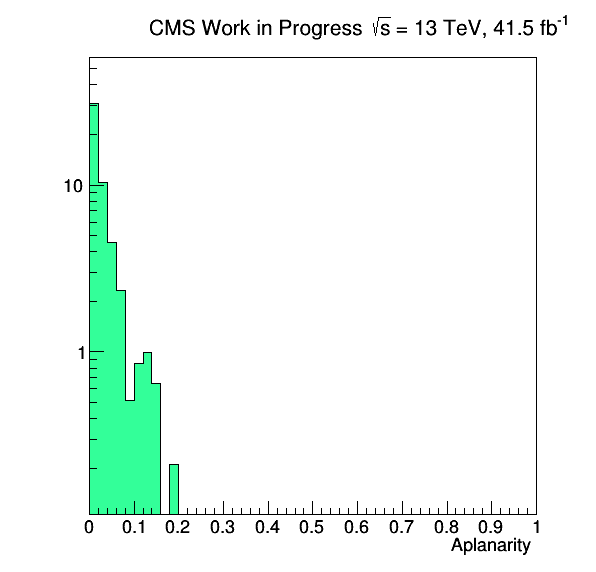 CMS Work in Progress √s = 13 TeV, 41.5 fb⁻¹
10
1
0 0.1 0.2 0.3 0.4 0.5 0.6 0.7 0.8 0.9 1
Aplanarity